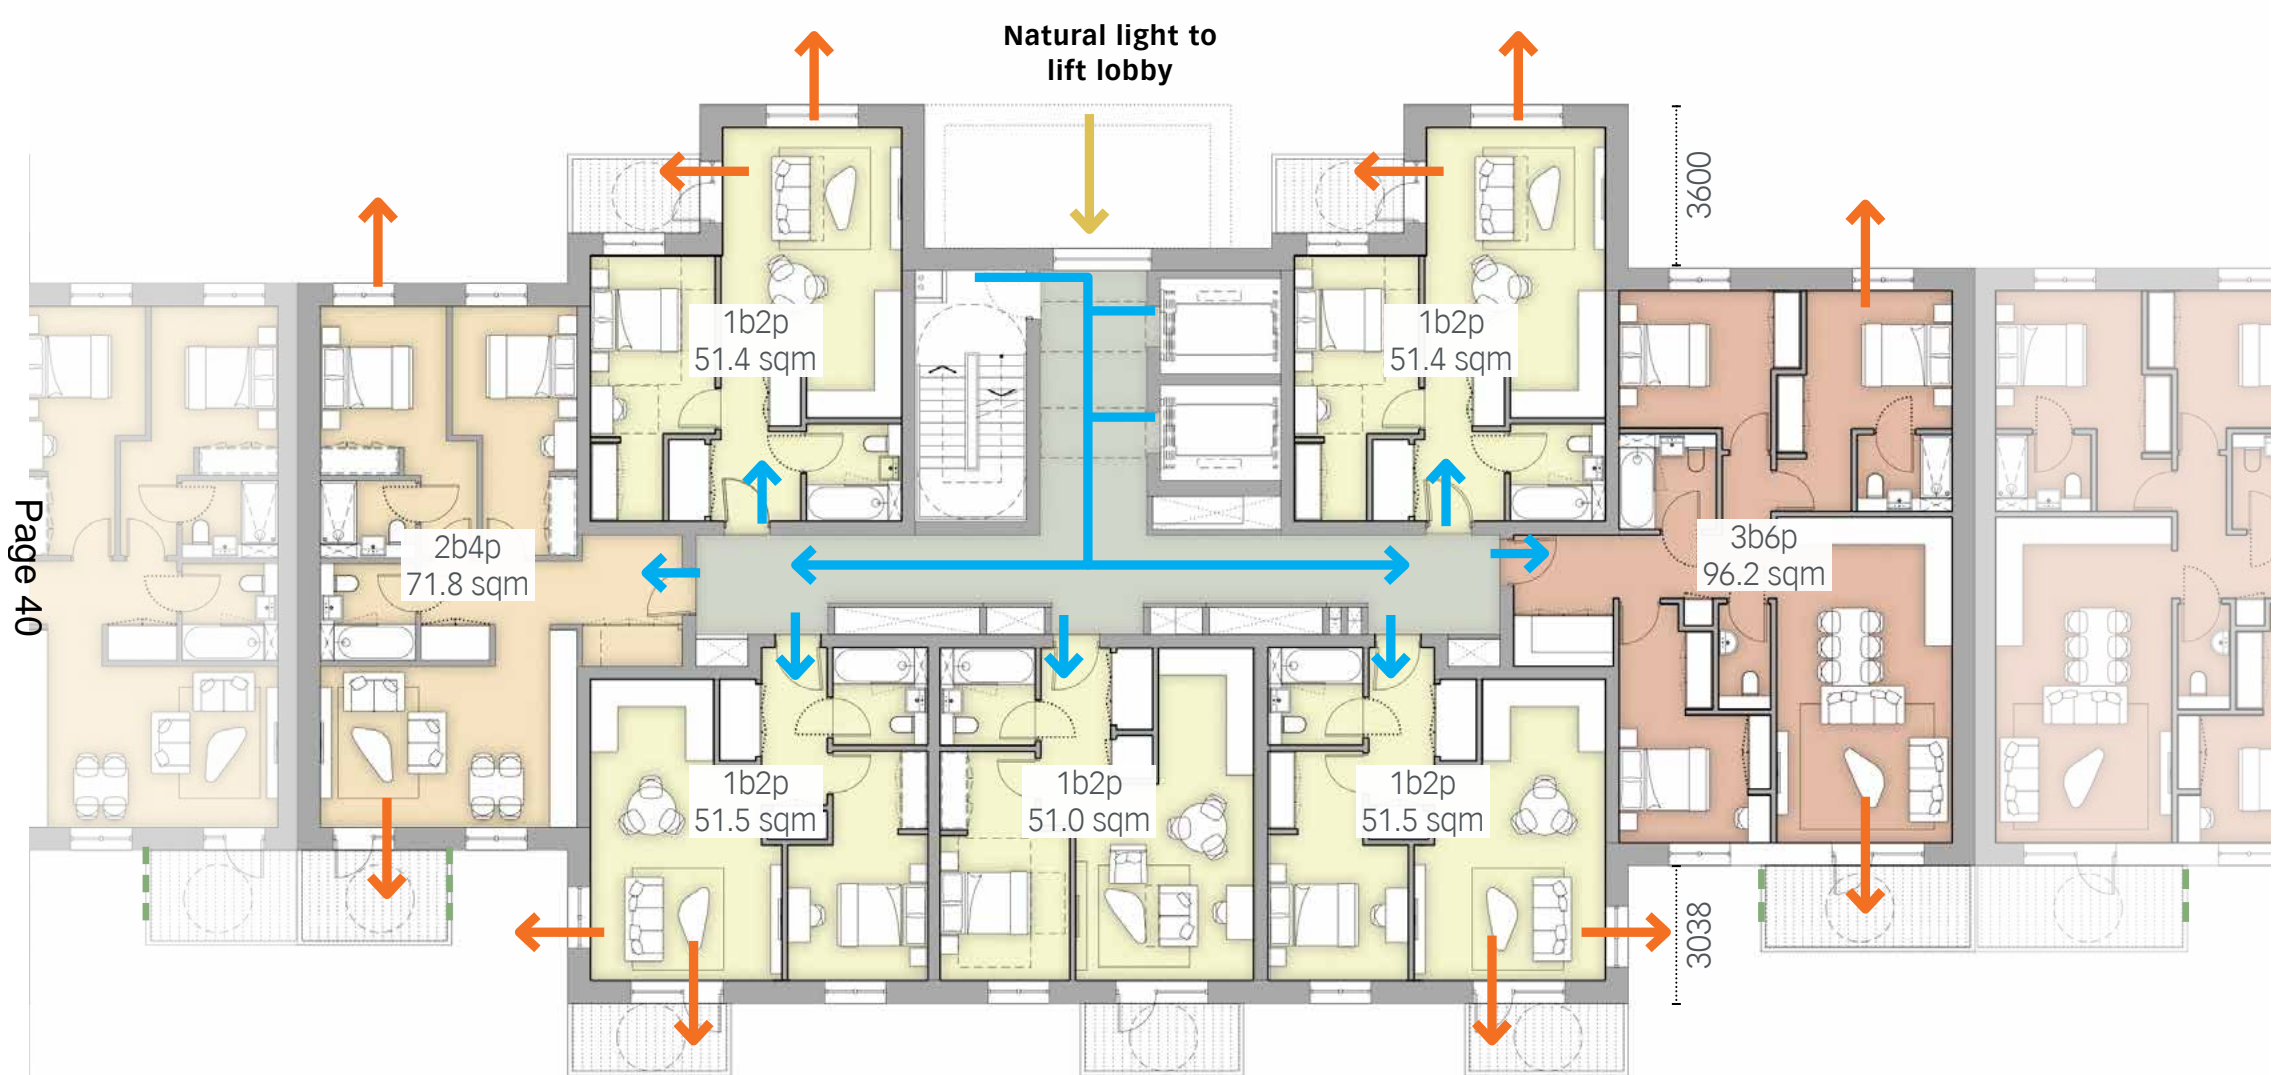 Natural light to
lift lobby
3600
1b2p
51.4 sqm
1b2p
51.4 sqm
Page 40
2b4p
71.8 sqm
3b6p
96.2 sqm
1b2p
51.5 sqm
1b2p
51.0 sqm
1b2p
51.5 sqm
3038